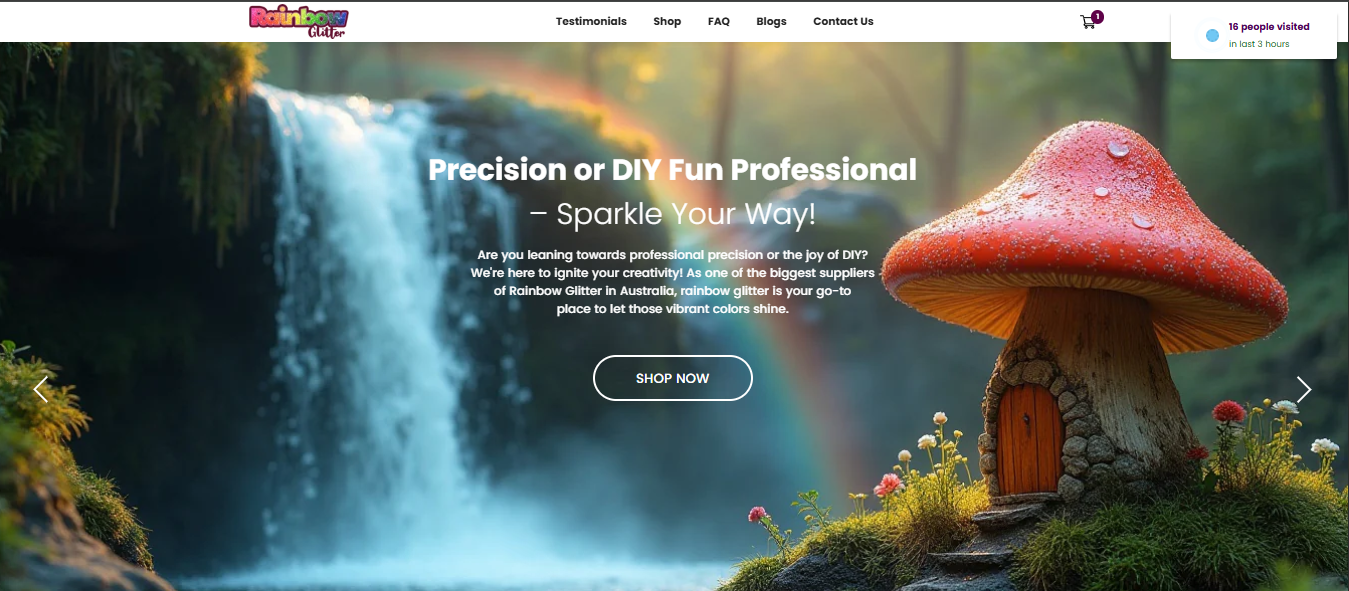 Rainbow
Glitter
Testimonials Shop FAQ Blogs Contact Us
1
16 people visited
in last 3 hours
Precision or DIY Fun Professional
– Sparkle Your Way!
Are you leaning towards professional precision or the joy of DIY?
We're here to ignite your creativity! As one of the biggest suppliers
of Rainbow Glitter in Australia, rainbow glitter is your go-to
place to let those vibrant colors shine.
SHOP NOW